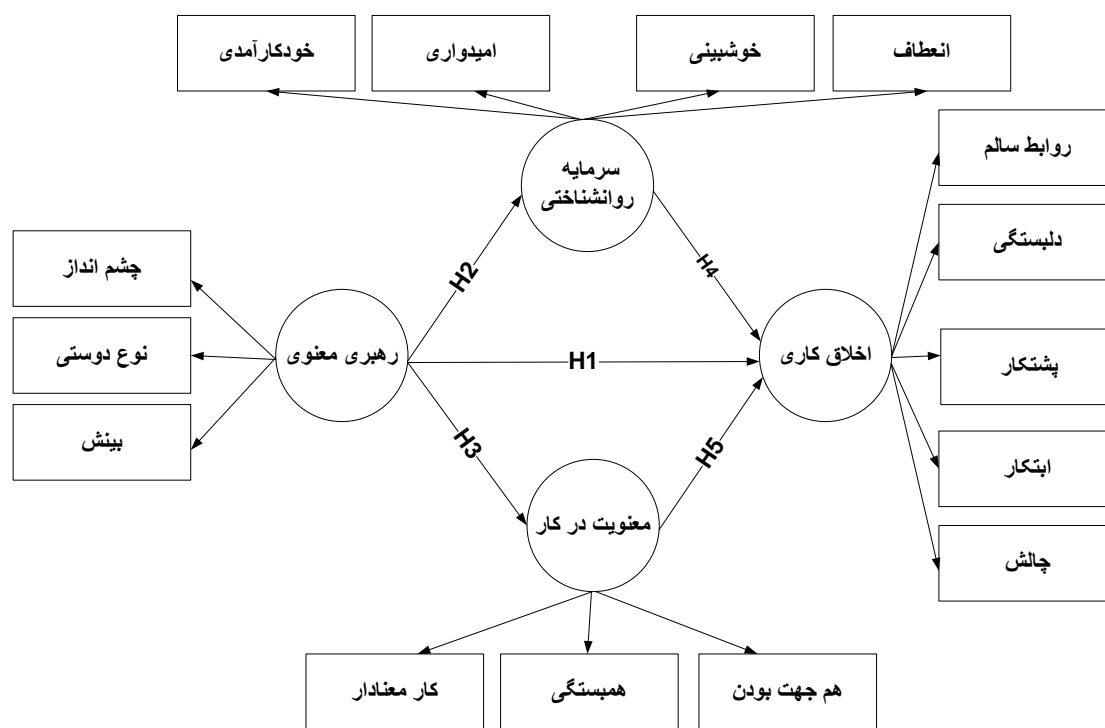 خودکارآمدی
امیدواری
خوشبینی
انعطاف
سرمایه
روانشناختی
روابط سالم
دلبستگی
چشم انداز
H2
H4
نوع دوستی
رهبری معنوی
H1
اخلاق کاری
پشتکار
بینش
H3
H5
ابتکار
معنویت در کار
چالش
کار معنادار
همبستگی
هم جهت بودن